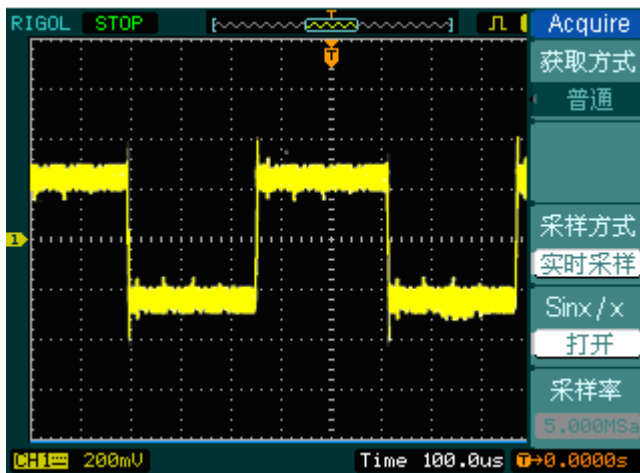 RIGOL STOP
T
T
1
Acquire
获取方式
普通
采样方式
实时采样
Sinx/x
打开
采样率
5.000MSa
CH1 200mV Time 100.0us T→0.0000s